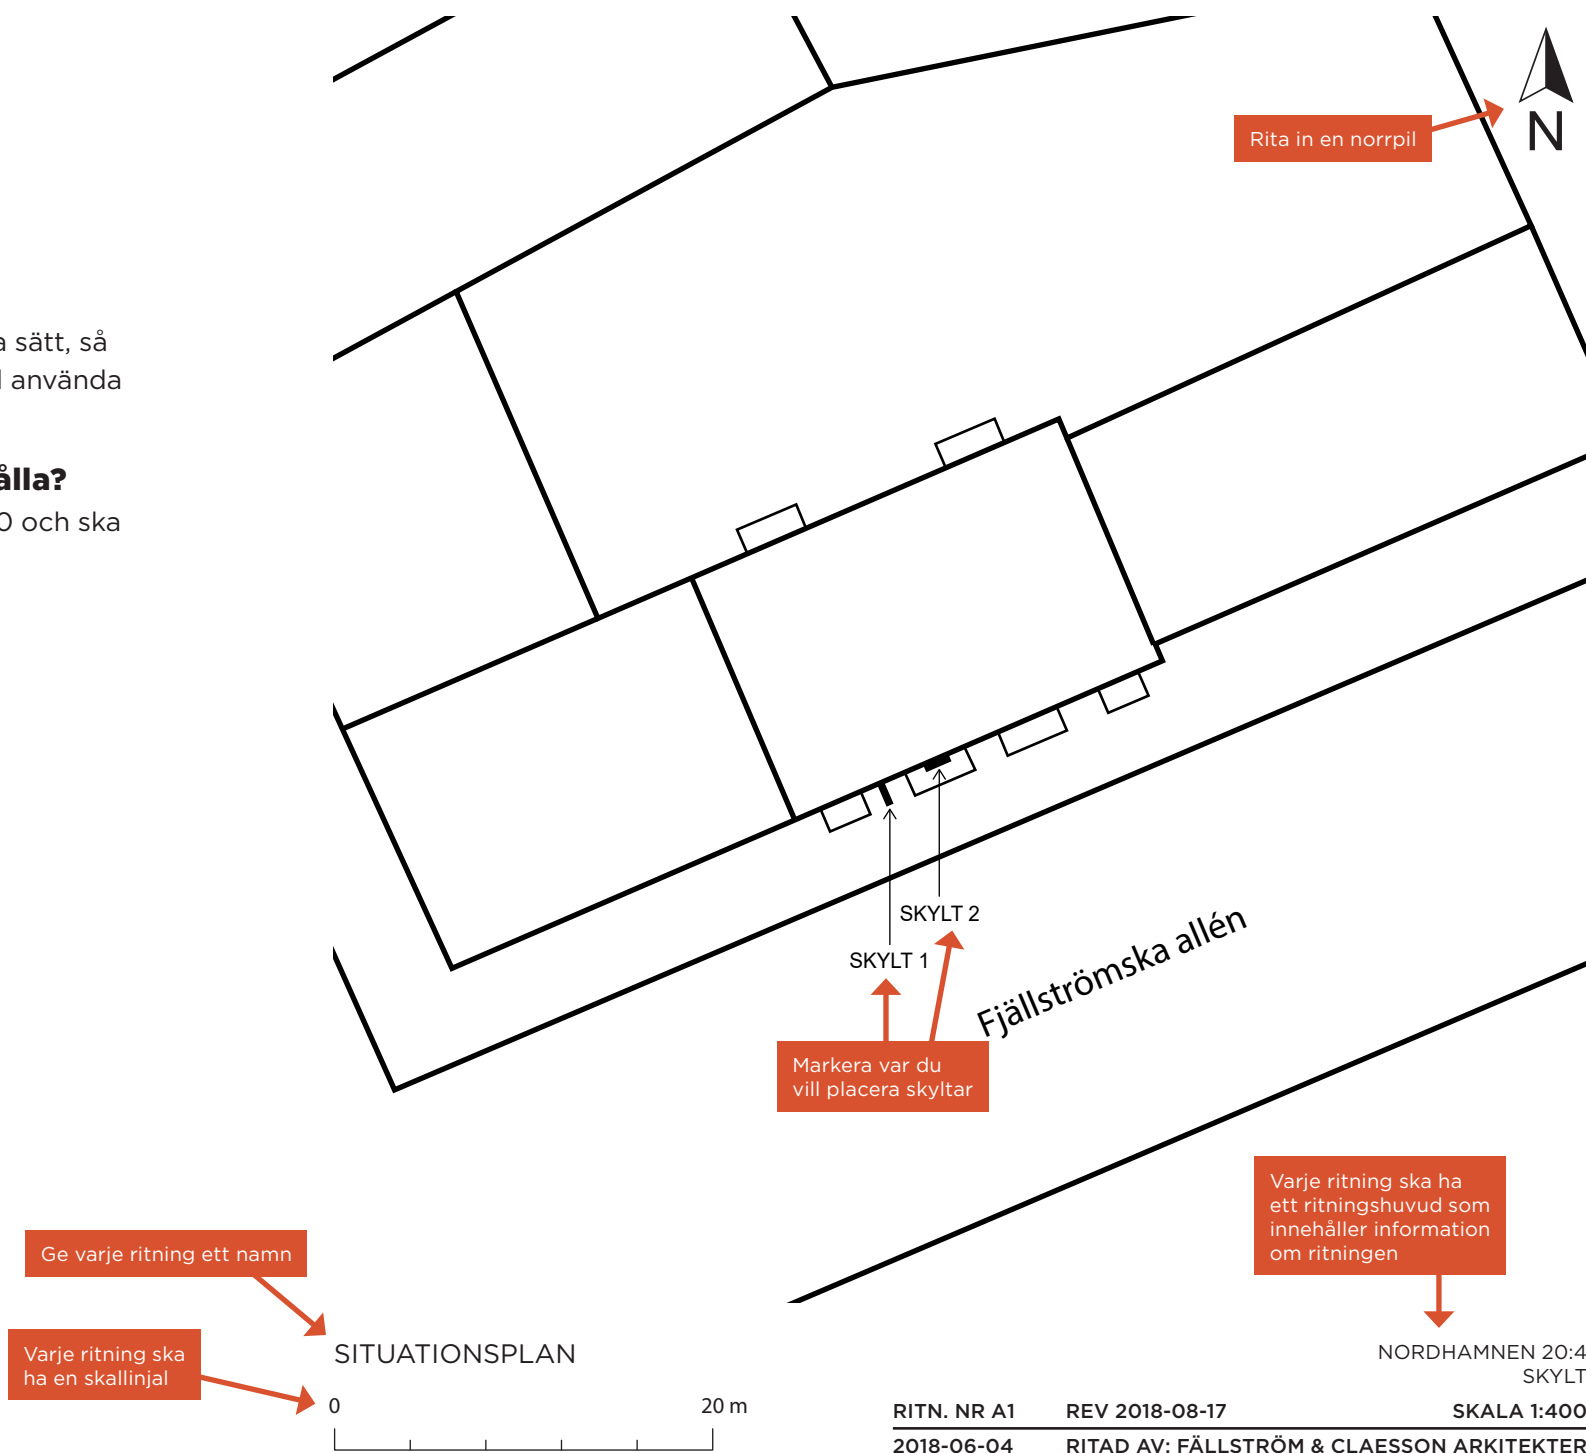 Rita in en norrpil
N
sätt, så
använda
ålla?
0 och ska
SKYLT 2
SKYLT 1
Fjällströmska allén
Markera var du
vill placera skyltar
Varje ritning ska ha
ett ritningshuvud som
innehåller information
om ritningen
Ge varje ritning ett namn
SITUATIONSPLAN
Varje ritning ska
ha en skallinjal
0 20 m
NORDHAMNEN 20:4
SKYLT
RITN. NR A1 REV 2018-08-17 SKALA 1:400
2018-06-04 RITAD AV: FÄLLSTRÖM & CLAESSON ARKITEKTER